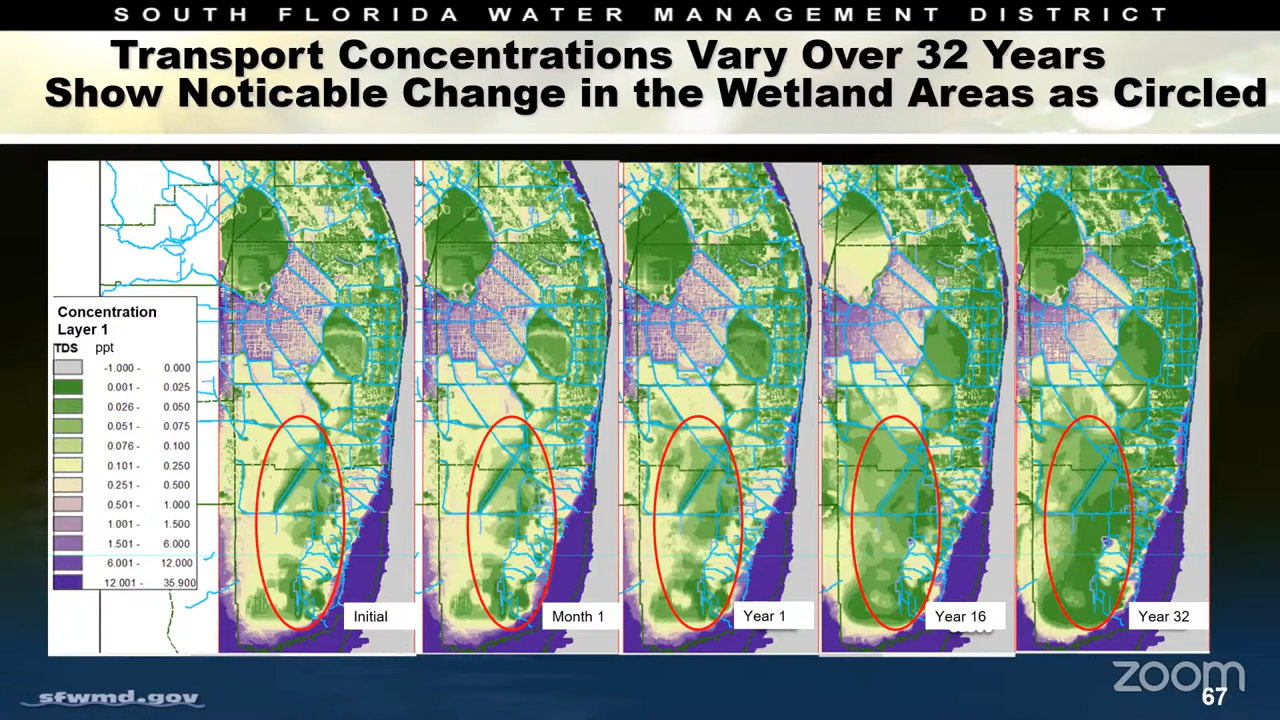 SOUTH FLORIDA WATER MANAGEMENT DISTRICT
Transport Concentrations Vary Over 32 Years
Show Noticable Change in the Wetland Areas as Circled
Concentration
Layer 1
TDS ppt
-1.000 - 0.000
0.001 - 0.025
0.026 - 0.050
0.051 - 0.075
0.076 - 0.100
0.101 - 0.250
0.251 - 0.500
0.501 - 1.000
1.001 - 1.500
1.501 - 6.000
6.001 - 12.000
12.001 - 35.900
Initial
Month 1
Year 1
Year 16
Year 32
sfwmd.gov
zoom
67